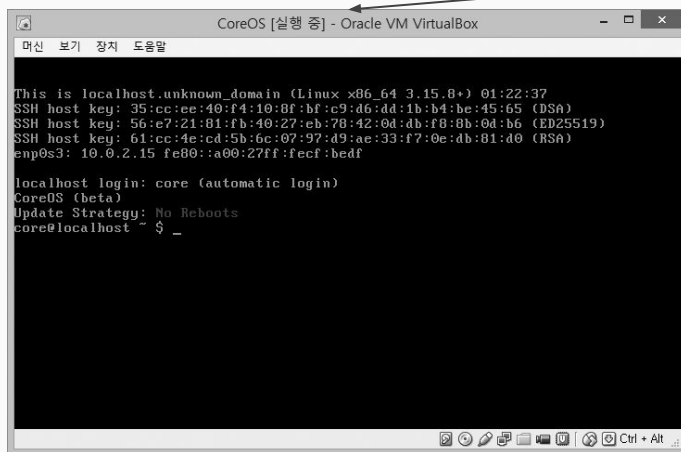 CoreOS [실행 중] - Oracle VM VirtualBox
머신 보기 장치 도움말
This is localhost.unknown_domain (Linux x86_64 3.15.8+) 01:22:37
SSH host key: 35:cc:ee:40:f4:10:8f:bf:c9:d6:dd:1b:b4:be:45:65 (DSA)
SSH host key: 56:e7:21:81:fb:40:27:eb:78:42:0d:db:f8:8b:0d:b6 (ED25519)
SSH host key: 61:cc:4e:cd:5b:6c:07:97:d9:ae:33:f7:0e:db:81:d0 (RSA)
enp0s3: 10.0.2.15 fe80::a00:27ff:fecf:bedf
localhost login: core (automatic login)
CoreOS (beta)
Update Strategy: No Reboots
core@localhost ~ $ _
Ctrl + Alt